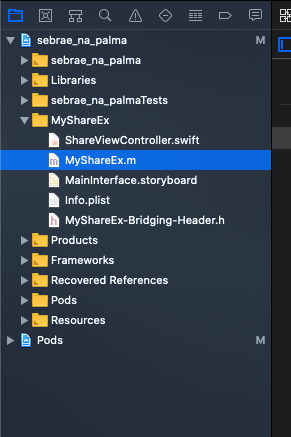 sebrae_na_palma M
sebrae_na_palma
Libraries
sebrae_na_palmaTests
MyShareEx
ShareViewController.swift
MyShareEx.m
MainInterface.storyboard
Info.plist
MyShareEx-Bridging-Header.h
Products
Frameworks
Recovered References
Pods
Resources
Pods M